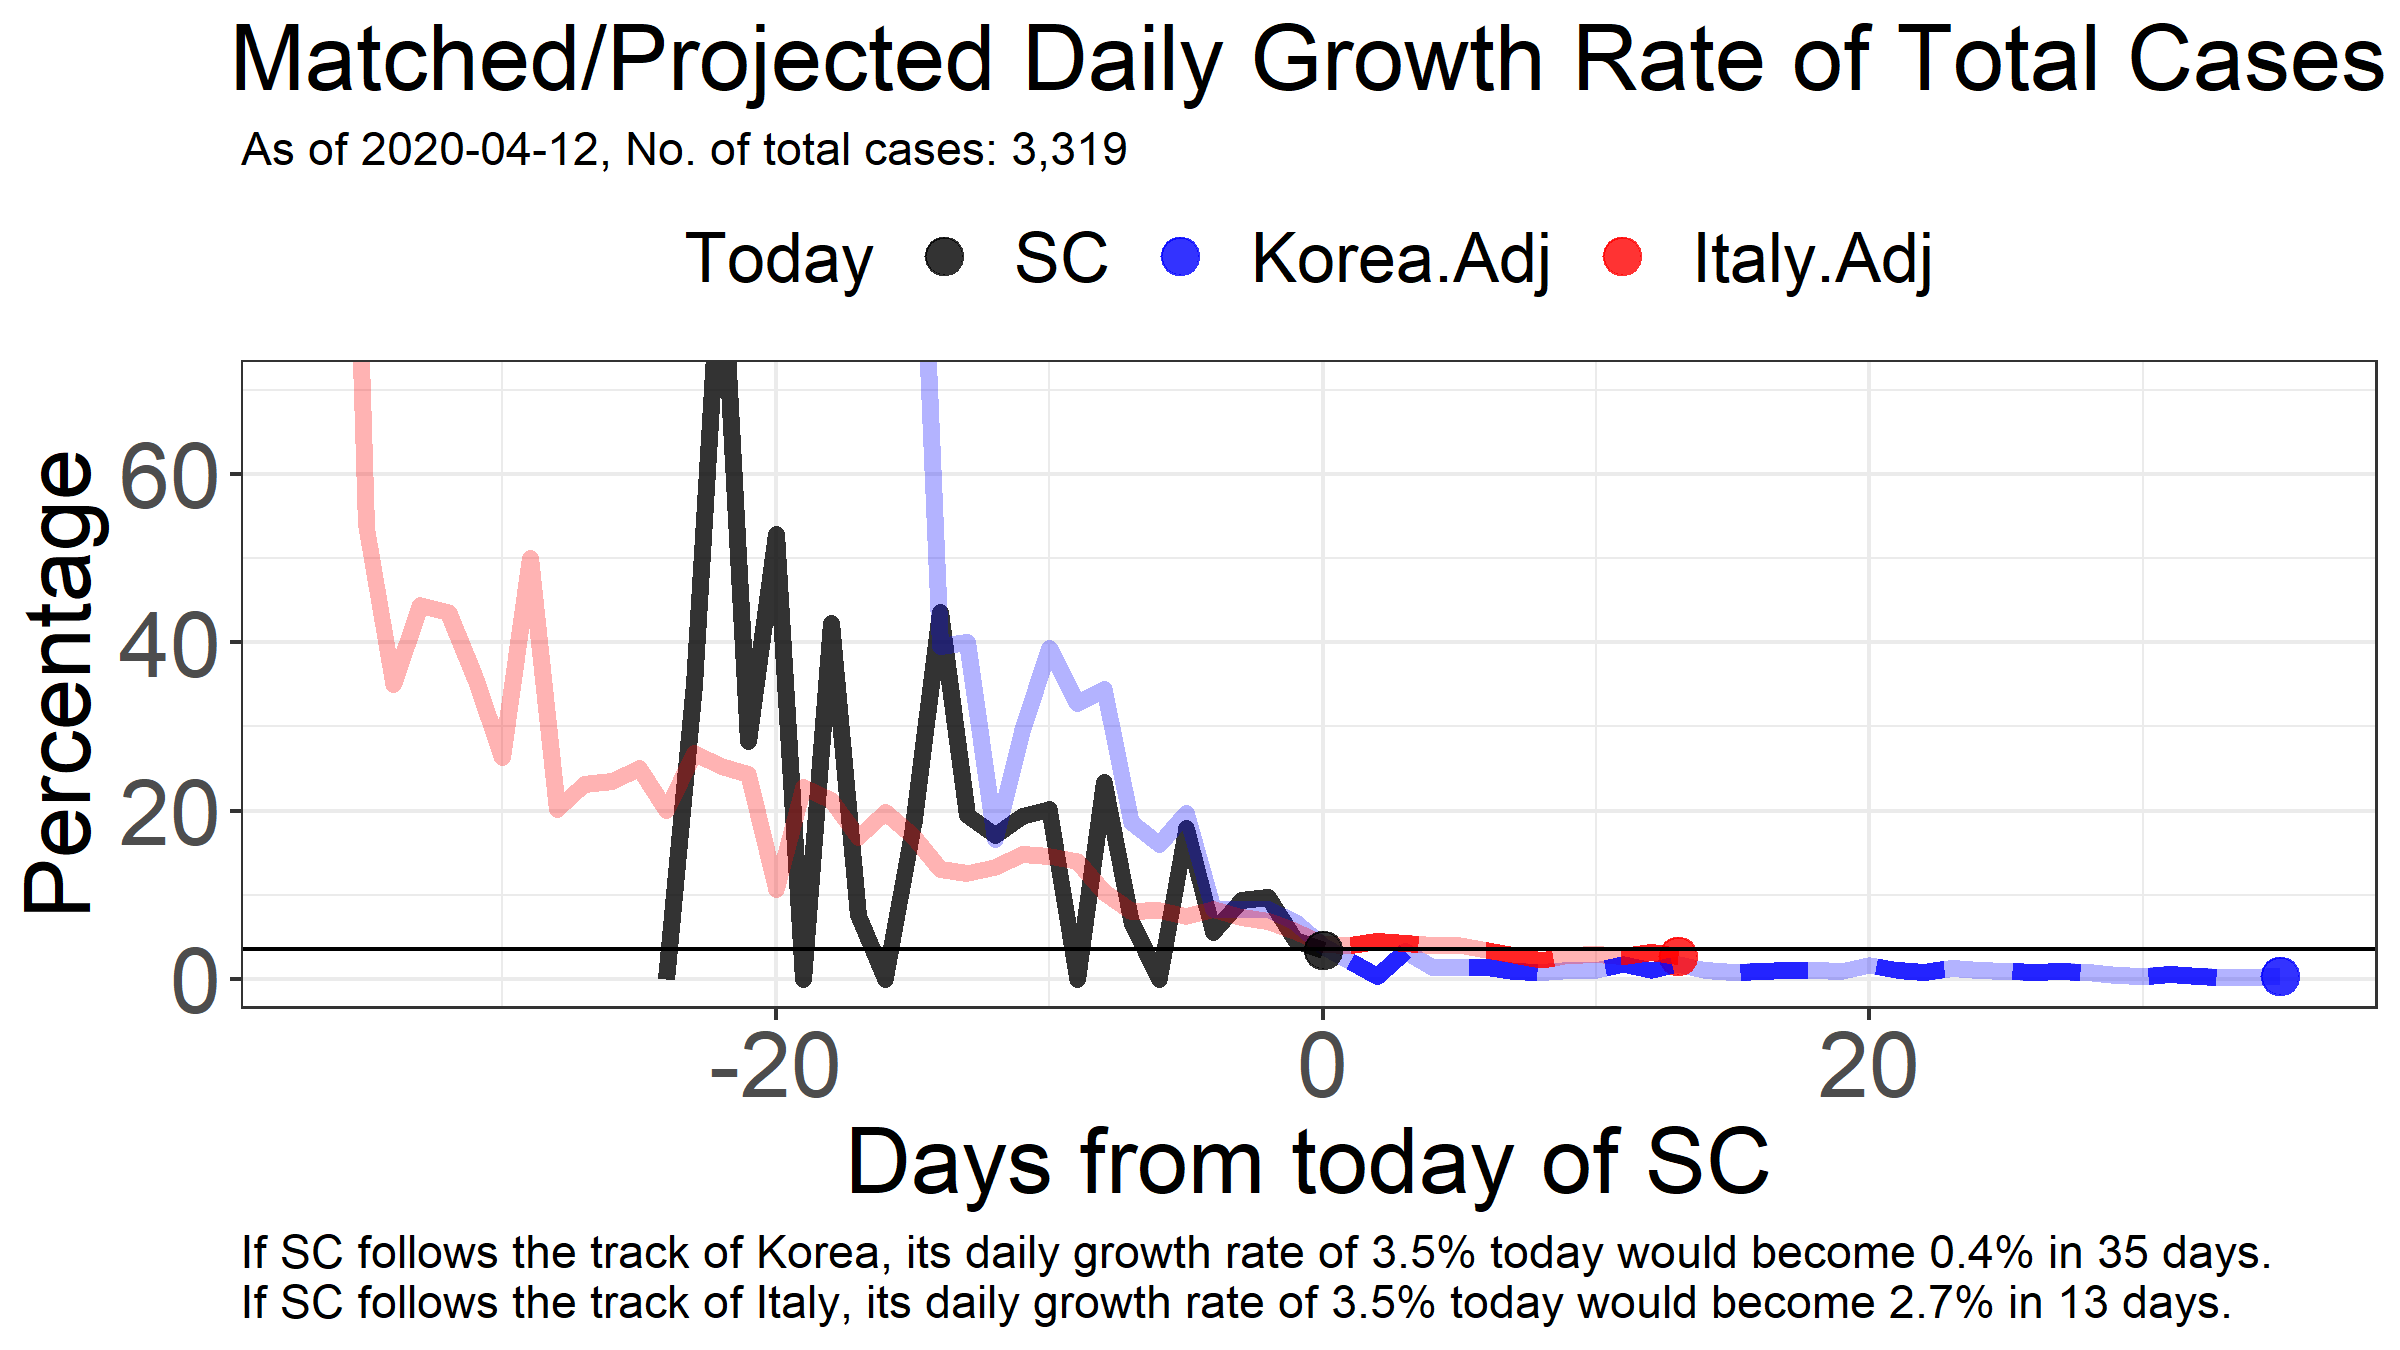 Matched/Projected Daily Growth Rate of Total Cases
As of 2020-04-12, No. of total cases: 3,319
Today SC Korea.Adj Italy.Adj
Percentage
60
40
20
0
-20 0 20
Days from today of SC
If SC follows the track of Korea, its daily growth rate of 3.5% today would become 0.4% in 35 days.
If SC follows the track of Italy, its daily growth rate of 3.5% today would become 2.7% in 13 days.